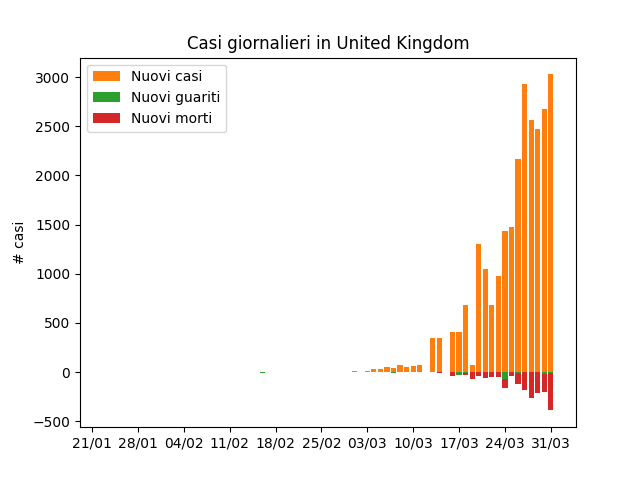 Casi giornalieri in United Kingdom
Nuovi casi
Nuovi guariti
Nuovi morti
# casi
3000
2500
2000
1500
1000
500
0
−500
21/01 28/01 04/02 11/02 18/02 25/02 03/03 10/03 17/03 24/03 31/03